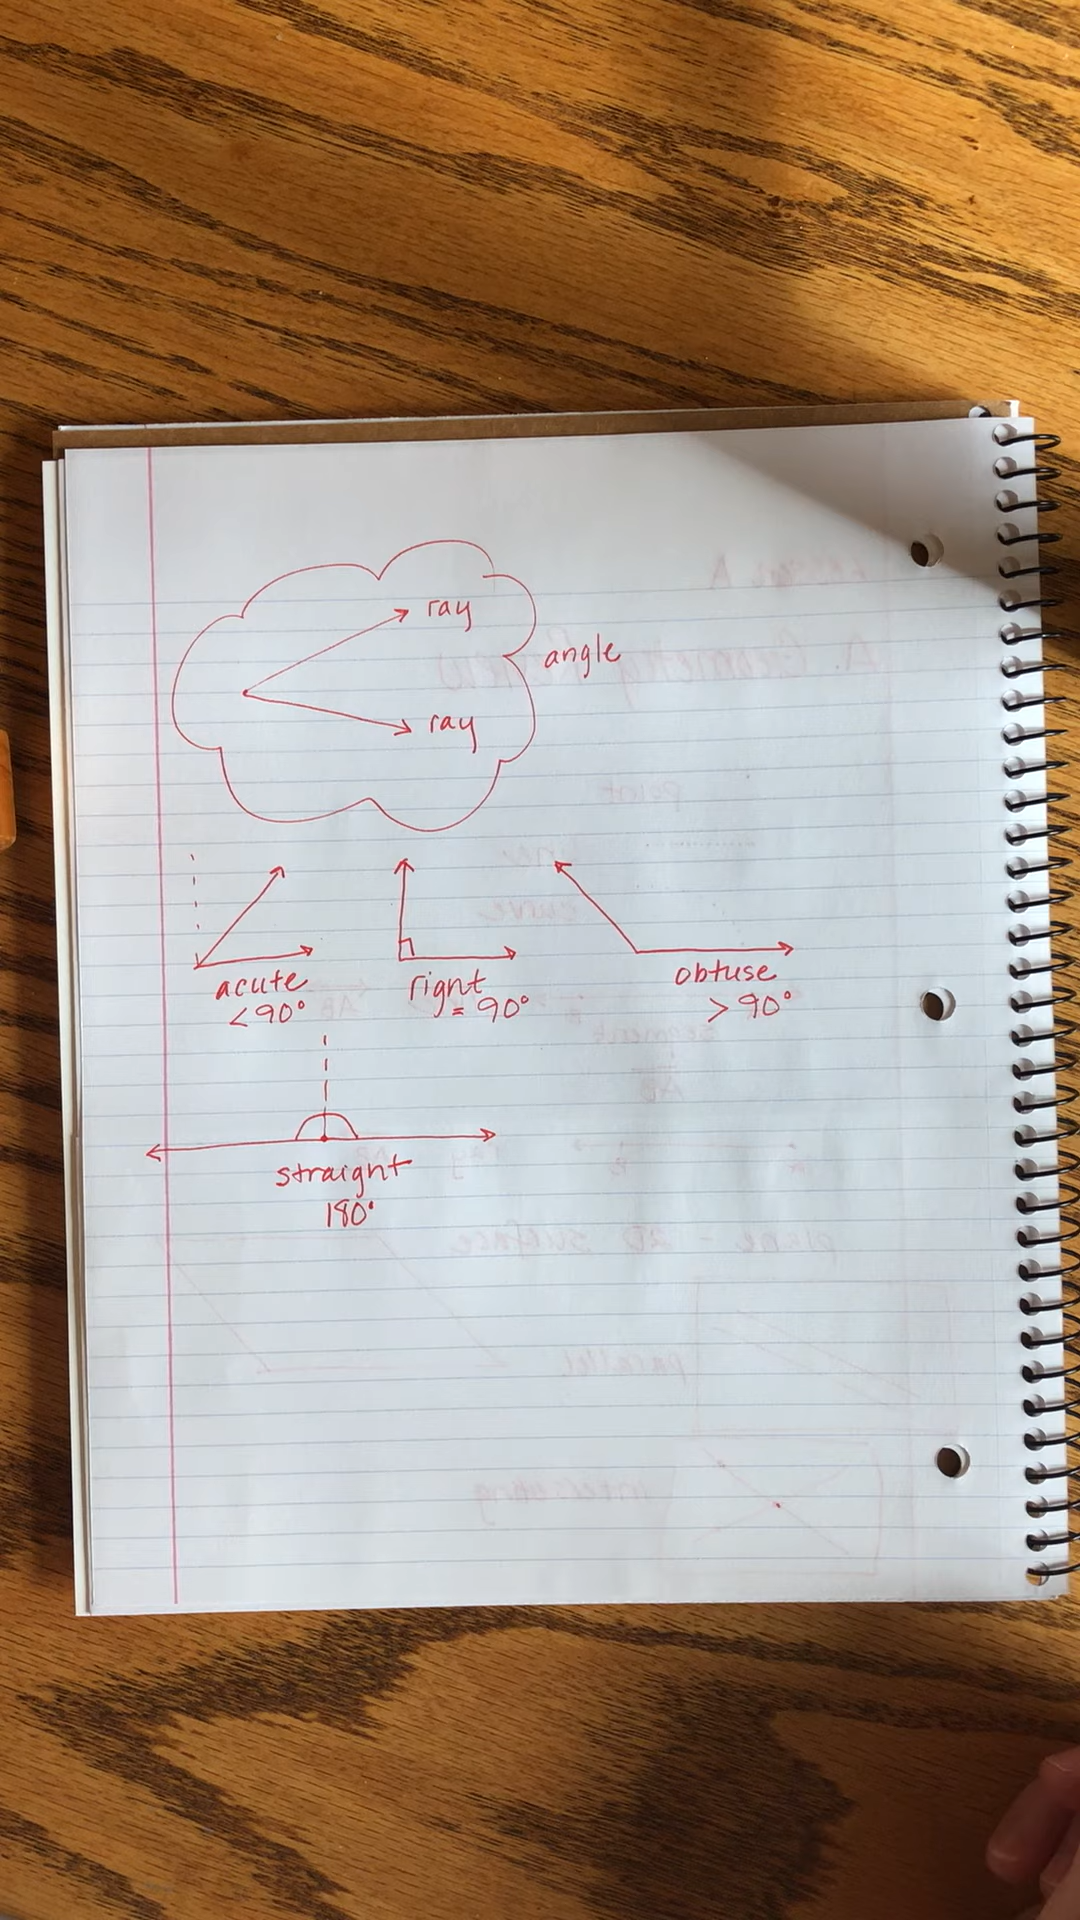 ray
angle
ray
acute
<90°
right
= 90°
obtuse
> 90°
straight
180°